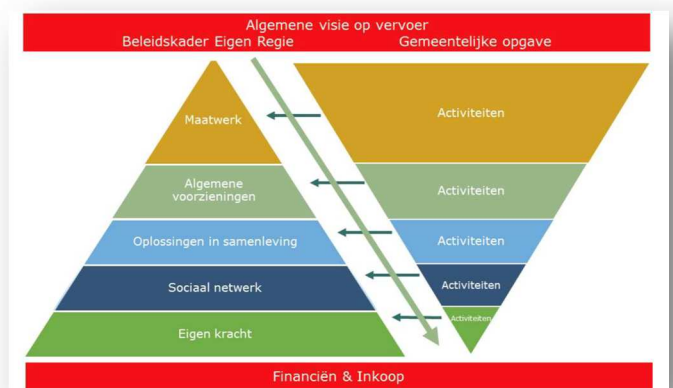 Algemene visie op vervoer
Beleidskader Eigen Regie
Gemeentelijke opgave
Maatwerk
Activiteiten
Algemene
voorzieningen
Activiteiten
Oplossingen in samenleving
Activiteiten
Sociaal netwerk
Activiteiten
Eigen kracht
Activiteiten
Financiën & Inkoop